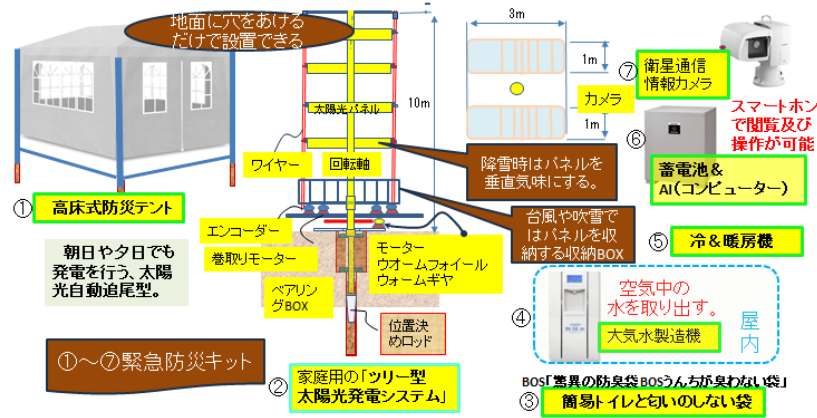 地面に穴をあける
だけで設置できる
3m
10m
1m
1m
カメラ
太陽光パネル
ワイヤー
回転軸
⑦
衛星通信
情報カメラ
スマートホン
で閲覧及び
操作が可能
⑥
蓄電池&
AI(コンピューター)
降雪時はパネルを
垂直気味にする。
台風や吹雪で
はパネルを収
納する収納BOX
① 高床式防災テント
朝日や夕日でも
発電を行う、太陽
光自動追尾型。
エンコーダー
巻取りモーター
ベアリン
グBOX
モーター
ウオームフォイール
ウォームギヤ
位置決
めロッド
⑤ 冷&暖房機
④
空気中の
水を取り出す。
大気水製造機
屋
内
①～⑦緊急防災キット
② 家庭用の「ツリー型
太陽光発電システム」
BOS「驚異の防臭袋BOSうんちが臭わない袋」
③ 簡易トイレと匂いのしない袋